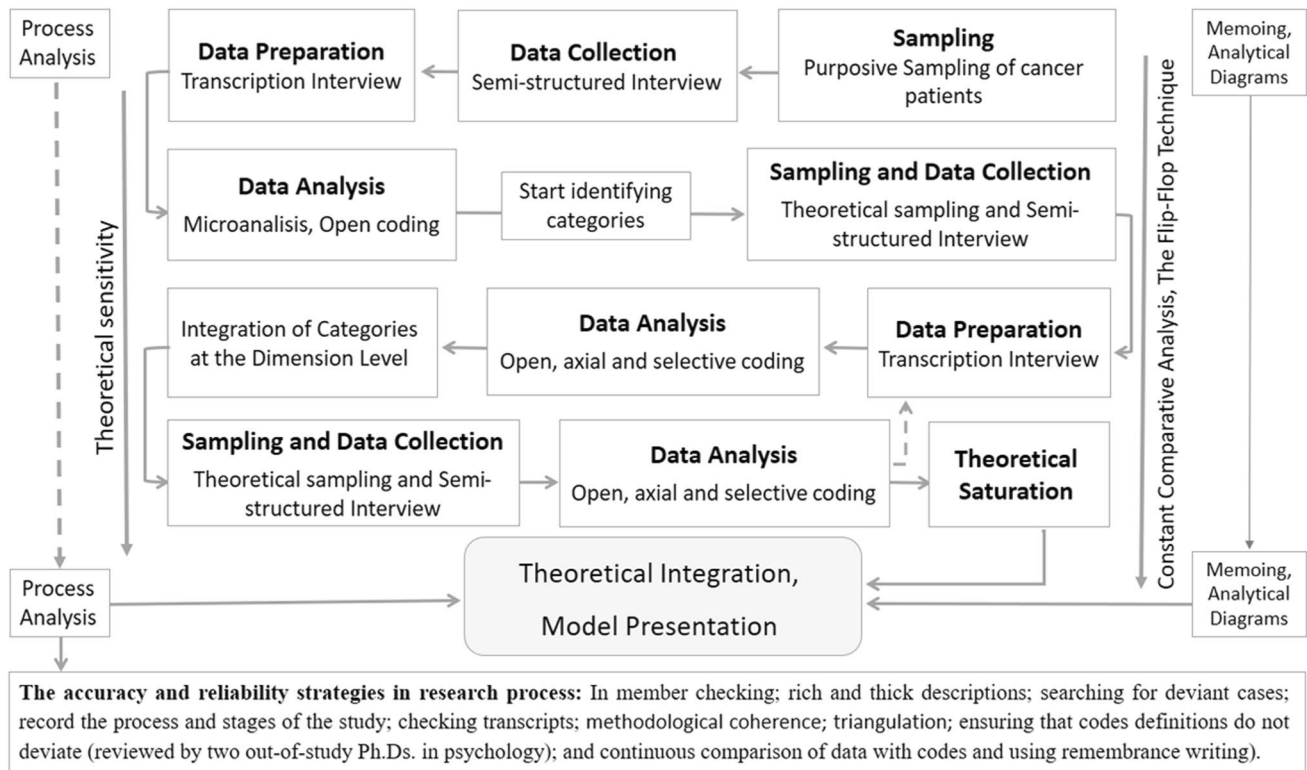 Process
Analysis
Data Preparation
Transcription Interview
Data Collection
Semi-structured Interview
Sampling
Purposive Sampling of cancer
patients
Memoing,
Analytical
Diagrams
Theoretical sensitivity
Constant Comparative Analysis, The Flip-Flop Technique
Data Analysis
Microanalisis, Open coding
Start identifying
categories
Sampling and Data Collection
Theoretical sampling and Semi-
structured Interview
Integration of Categories
at the Dimension Level
Data Analysis
Open, axial and selective coding
Data Preparation
Transcription Interview
Sampling and Data Collection
Theoretical sampling and Semi-
structured Interview
Data Analysis
Open, axial and selective coding
Theoretical
Saturation
Process
Analysis
Theoretical Integration,
Model Presentation
Memoing,
Analytical
Diagrams
The accuracy and reliability strategies in research process: In member checking; rich and thick descriptions; searching for deviant cases;
record the process and stages of the study; checking transcripts; methodological coherence; triangulation; ensuring that codes definitions do not
deviate (reviewed by two out-of-study Ph.Ds. in psychology); and continuous comparison of data with codes and using remembrance writing).